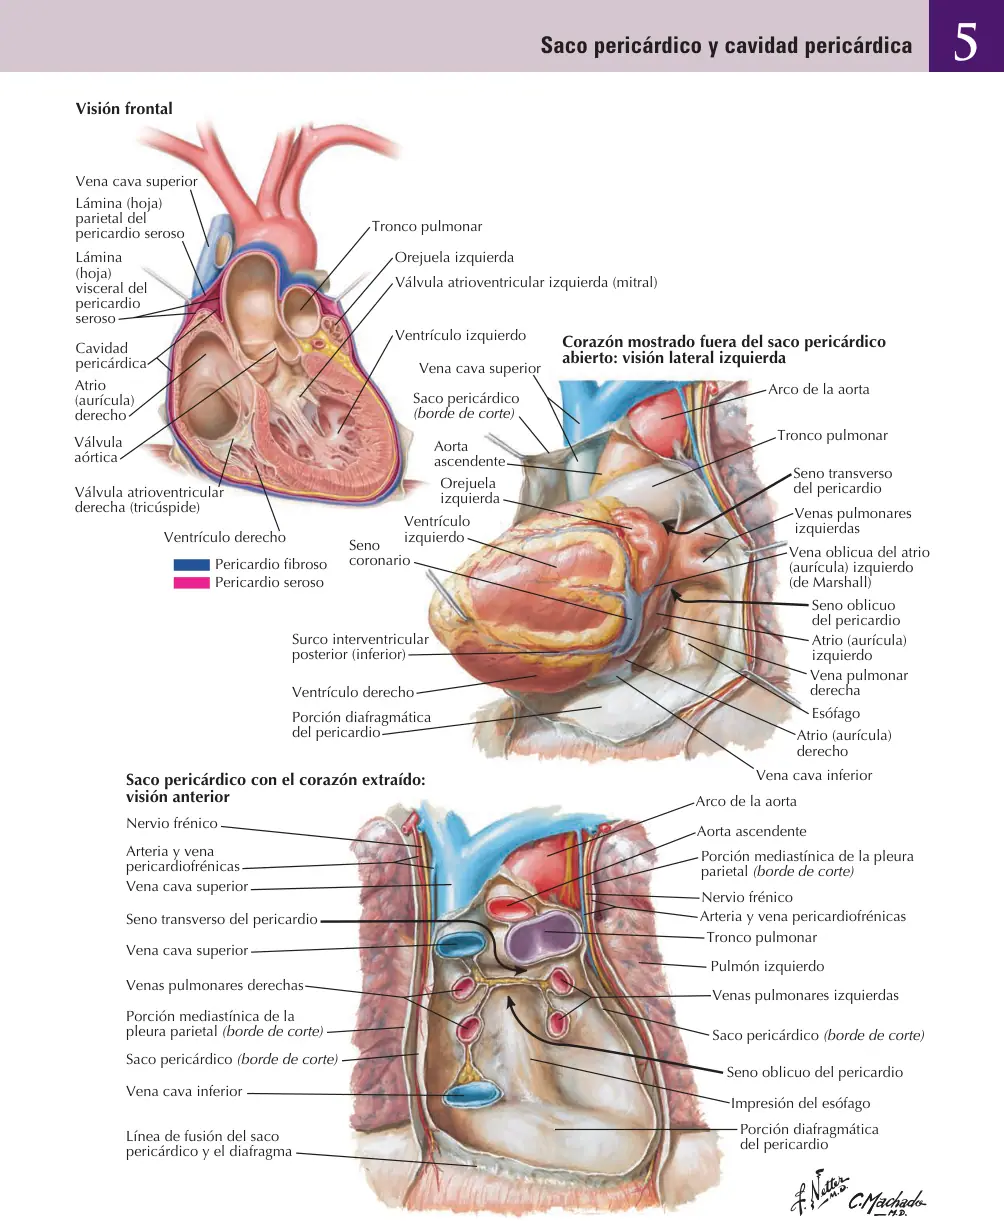 Saco pericárdico y cavidad pericárdica
5
Visión frontal
Vena cava superior
Lámina (hoja)
parietal del
pericardio seroso
Lámina
(hoja)
visceral del
pericardio
seroso
Cavidad
pericárdica
Atrio
(aurícula)
derecho
Válvula
aórtica
Válvula atrioventricular
derecha (tricúspide)
Ventrículo derecho
Tronco pulmonar
Orejuela izquierda
Válvula atrioventricular izquierda (mitral)
Ventrículo izquierdo
Pericardio fibroso
Pericardio seroso
Corazón mostrado fuera del saco pericárdico
abierto: visión lateral izquierda
Vena cava superior
Saco pericárdico
(borde de corte)
Aorta
ascendente
Orejuela
izquierda
Ventrículo
izquierdo
Seno
coronario
Surco interventricular
posterior (inferior)
Ventrículo derecho
Porción diafragmática
del pericardio
Arco de la aorta
Tronco pulmonar
Seno transverso
del pericardio
Venas pulmonares
izquierdas
Vena oblicua del atrio
(aurícula) izquierdo
(de Marshall)
Seno oblicuo
del pericardio
Atrio (aurícula)
izquierdo
Vena pulmonar
derecha
Esófago
Atrio (aurícula)
derecho
Vena cava inferior
Saco pericárdico con el corazón extraído:
visión anterior
Nervio frénico
Arteria y vena
pericardiofrénicas
Vena cava superior
Seno transverso del pericardio
Vena cava superior
Venas pulmonares derechas
Porción mediastínica de la
pleura parietal (borde de corte)
Saco pericárdico (borde de corte)
Vena cava inferior
Línea de fusión del saco
pericárdico y el diafragma
Arco de la aorta
Aorta ascendente
Porción mediastínica de la pleura
parietal (borde de corte)
Nervio frénico
Arteria y vena pericardiofrénicas
Tronco pulmonar
Pulmón izquierdo
Venas pulmonares izquierdas
Saco pericárdico (borde de corte)
Seno oblicuo del pericardio
Impresión del esófago
Porción diafragmática
del pericardio
F. Netter
M.D.
C. Machado
M.D.